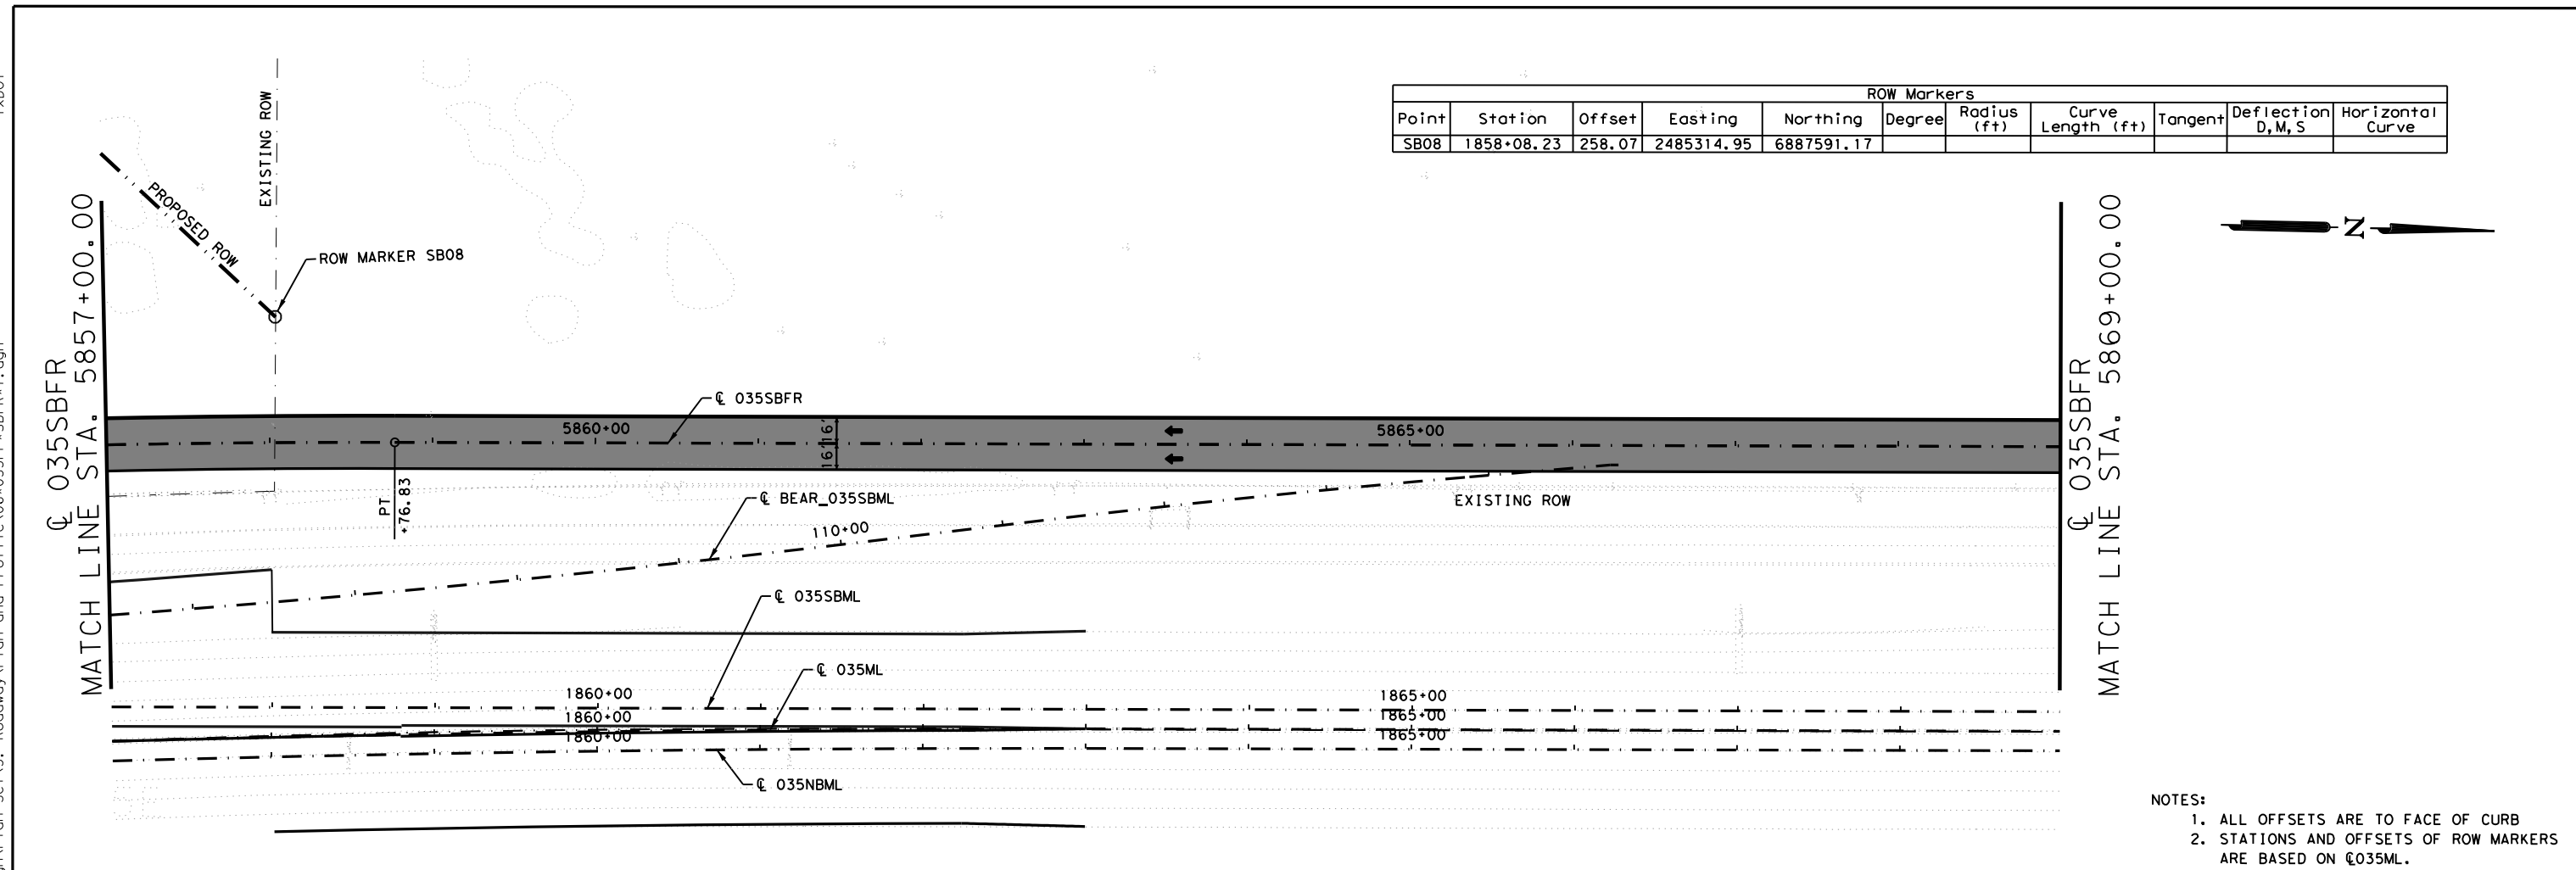 ROW Markers
Point Station Offset Easting Northing Degree Radius (ft) Curve Length (ft) Tangent Deflection D,M,S Horizontal Curve
SB08 1858+08.23 258.07 2485314.95 6887591.17
EXISTING ROW
PROPOSED ROW
ROW MARKER SB08
N
℄ 035SBFR
MATCH LINE STA. 5857+00.00
℄ 035SBFR
MATCH LINE STA. 5869+00.00
℄ 035SBFR
5860+00
16'
16'
5865+00
PT
+76.83
℄ BEAR_035SBML
EXISTING ROW
110+00
℄ 035SBML
℄ 035ML
1860+00
1865+00
1860+00
1865+00
1860+00
1865+00
℄ 035NBML
NOTES:
1. ALL OFFSETS ARE TO FACE OF CURB
2. STATIONS AND OFFSETS OF ROW MARKERS
ARE BASED ON ℄035ML.